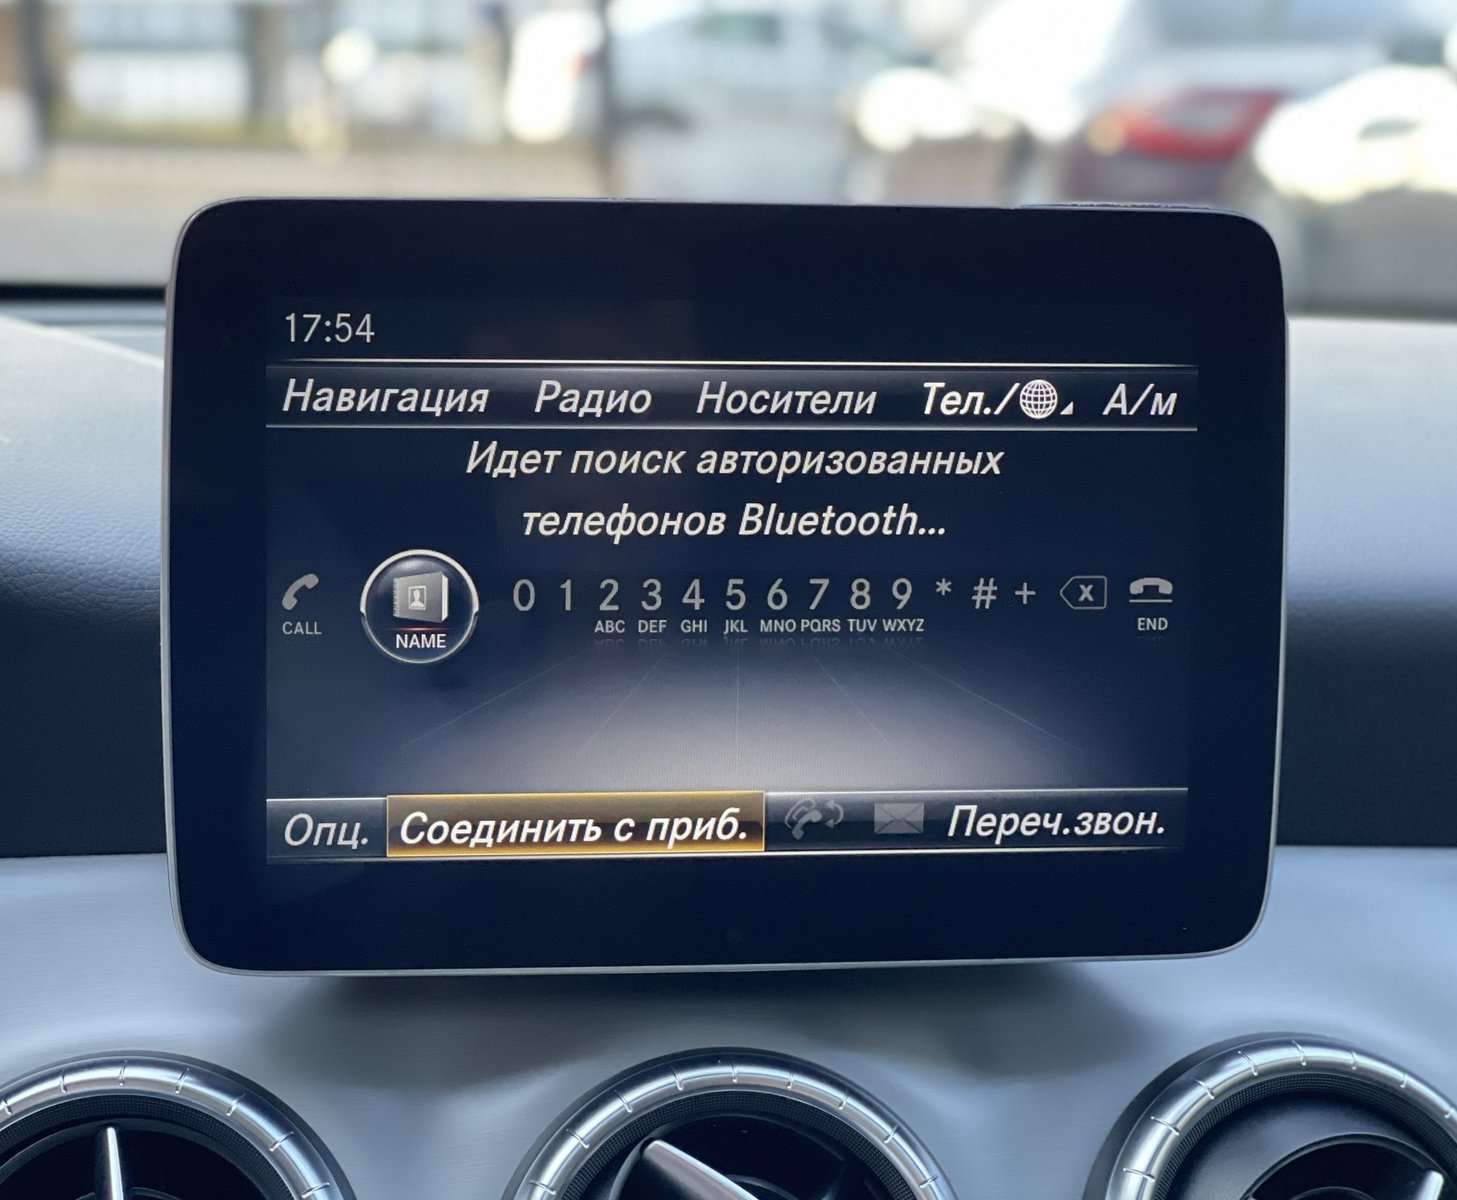 17:54
Навигация Радио Носители Тел./ А/м
Идет поиск авторизованных
телефонов Bluetooth...
0 1 2 3 4 5 6 7 8 9 * # + x
CALL NAME ABC DEF GHI JKL MNO PQRS TUV WXYZ END
Опц. Соединить с приб. Переч.звон.